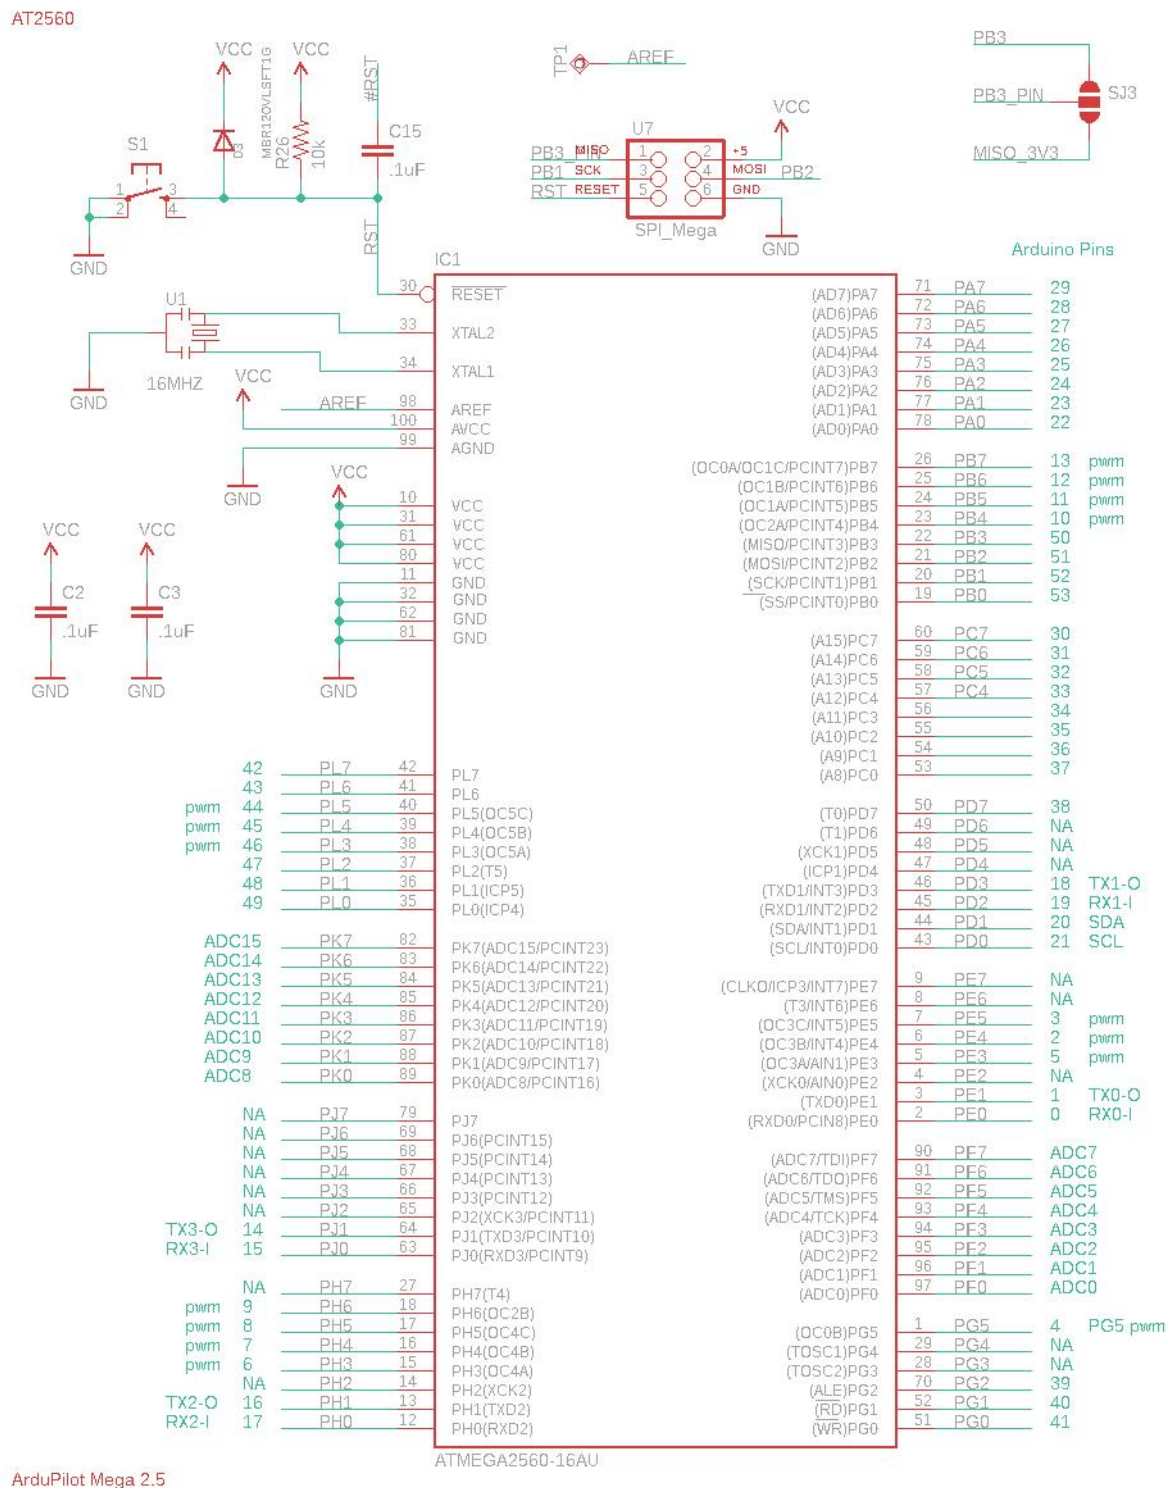 AT2560
VCC
D3
MBR120VLSFT1G
VCC
R26
10k
#RST
C15
.1uF
S1
1 3
2 4
GND
RST
TP1
AREF
U7
PB3_PIN MISO 1 2 +5
PB1 SCK 3 4 MOSI PB2
RST RESET 5 6 GND
SPI_Mega
VCC
GND
PB3
PB3_PIN
SJ3
MISO_3V3
Arduino Pins
U1
16MHZ
GND
VCC
GND
VCC
GND
VCC
C2
.1uF
GND
VCC
C3
.1uF
GND
IC1
30 RESET
33 XTAL2
34 XTAL1
AREF 98 AREF
100 AVCC
99 AGND
10 VCC
31 VCC
61 VCC
80 VCC
11 GND
32 GND
62 GND
81 GND
42 PL7 42 PL7
43 PL6 41 PL6
pwm 44 PL5 40 PL5(OC5C)
pwm 45 PL4 39 PL4(OC5B)
pwm 46 PL3 38 PL3(OC5A)
47 PL2 37 PL2(T5)
48 PL1 36 PL1(ICP5)
49 PL0 35 PL0(ICP4)
ADC15 PK7 82 PK7(ADC15/PCINT23)
ADC14 PK6 83 PK6(ADC14/PCINT22)
ADC13 PK5 84 PK5(ADC13/PCINT21)
ADC12 PK4 85 PK4(ADC12/PCINT20)
ADC11 PK3 86 PK3(ADC11/PCINT19)
ADC10 PK2 87 PK2(ADC10/PCINT18)
ADC9 PK1 88 PK1(ADC9/PCINT17)
ADC8 PK0 89 PK0(ADC8/PCINT16)
NA PJ7 79 PJ7
NA PJ6 69 PJ6(PCINT15)
NA PJ5 68 PJ5(PCINT14)
NA PJ4 67 PJ4(PCINT13)
NA PJ3 66 PJ3(PCINT12)
NA PJ2 65 PJ2(XCK3/PCINT11)
TX3-O 14 PJ1 64 PJ1(TXD3/PCINT10)
RX3-I 15 PJ0 63 PJ0(RXD3/PCINT9)
NA PH7 27 PH7(T4)
pwm 9 PH6 18 PH6(OC2B)
pwm 8 PH5 17 PH5(OC4C)
pwm 7 PH4 16 PH4(OC4B)
pwm 6 PH3 15 PH3(OC4A)
NA PH2 14 PH2(XCK2)
TX2-O 16 PH1 13 PH1(TXD2)
RX2-I 17 PH0 12 PH0(RXD2)
(AD7)PA7 71 PA7 29
(AD6)PA6 72 PA6 28
(AD5)PA5 73 PA5 27
(AD4)PA4 74 PA4 26
(AD3)PA3 75 PA3 25
(AD2)PA2 76 PA2 24
(AD1)PA1 77 PA1 23
(AD0)PA0 78 PA0 22
(OC0A/OC1C/PCINT7)PB7 26 PB7 13 pwm
(OC1B/PCINT6)PB6 25 PB6 12 pwm
(OC1A/PCINT5)PB5 24 PB5 11 pwm
(OC2A/PCINT4)PB4 23 PB4 10 pwm
(MISO/PCINT3)PB3 22 PB3 50
(MOSI/PCINT2)PB2 21 PB2 51
(SCK/PCINT1)PB1 20 PB1 52
(SS/PCINT0)PB0 19 PB0 53
(A15)PC7 60 PC7 30
(A14)PC6 59 PC6 31
(A13)PC5 58 PC5 32
(A12)PC4 57 PC4 33
(A11)PC3 56 34
(A10)PC2 55 35
(A9)PC1 54 36
(A8)PC0 53 37
(T0)PD7 50 PD7 38
(T1)PD6 49 PD6 NA
(XCK1)PD5 48 PD5 NA
(ICP1)PD4 47 PD4 NA
(TXD1/INT3)PD3 46 PD3 18 TX1-O
(RXD1/INT2)PD2 45 PD2 19 RX1-I
(SDA/INT1)PD1 44 PD1 20 SDA
(SCL/INT0)PD0 43 PD0 21 SCL
(CLKO/ICP3/INT7)PE7 9 PE7 NA
(T3/INT6)PE6 8 PE6 NA
(OC3C/INT5)PE5 7 PE5 3 pwm
(OC3B/INT4)PE4 6 PE4 2 pwm
(OC3A/AIN1)PE3 5 PE3 5 pwm
(XCK0/AIN0)PE2 4 PE2 NA
(TXD0)PE1 3 PE1 1 TX0-O
(RXD0/PCIN8)PE0 2 PE0 0 RX0-I
(ADC7/TDI)PF7 90 PF7 ADC7
(ADC6/TDO)PF6 91 PF6 ADC6
(ADC5/TMS)PF5 92 PF5 ADC5
(ADC4/TCK)PF4 93 PF4 ADC4
(ADC3)PF3 94 PF3 ADC3
(ADC2)PF2 95 PF2 ADC2
(ADC1)PF1 96 PF1 ADC1
(ADC0)PF0 97 PF0 ADC0
(OC0B)PG5 1 PG5 4 PG5 pwm
(TOSC1)PG4 29 PG4 NA
(TOSC2)PG3 28 PG3 NA
(ALE)PG2 70 PG2 39
(RD)PG1 52 PG1 40
(WR)PG0 51 PG0 41
ATMEGA2560-16AU
ArduPilot Mega 2.5